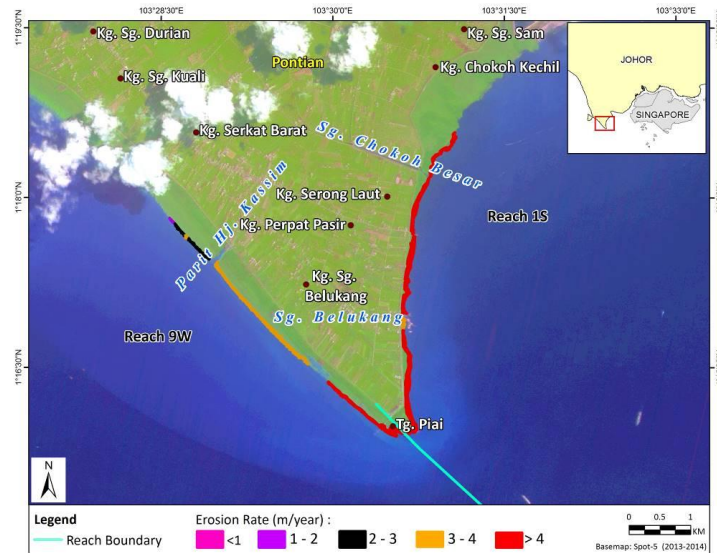 103°28'30"E 103°30'0"E 103°31'30"E 103°33'0"E
1°19'30"N
Kg. Sg. Durian
Kg. Sg. Sam
Pontian
Kg. Sg. Kuali
Kg. Chokoh Kechil
JOHOR
SINGAPORE
Kg. Serkat Barat
Sg. Chokoh Besar
1°18'0"N
Kg. Serong Laut
Reach 1S
Parit Hj. Kassim
Kg. Perpat Pasir
Kg. Sg.
Belukang
Sg. Belukang
Reach 9W
1°16'30"N
Tg. Piai
N
Legend
Reach Boundary
Erosion Rate (m/year) :
<1 1 - 2 2 - 3 3 - 4 > 4
0 0.5 1
KM
Basemap: Spot-5 (2013-2014)